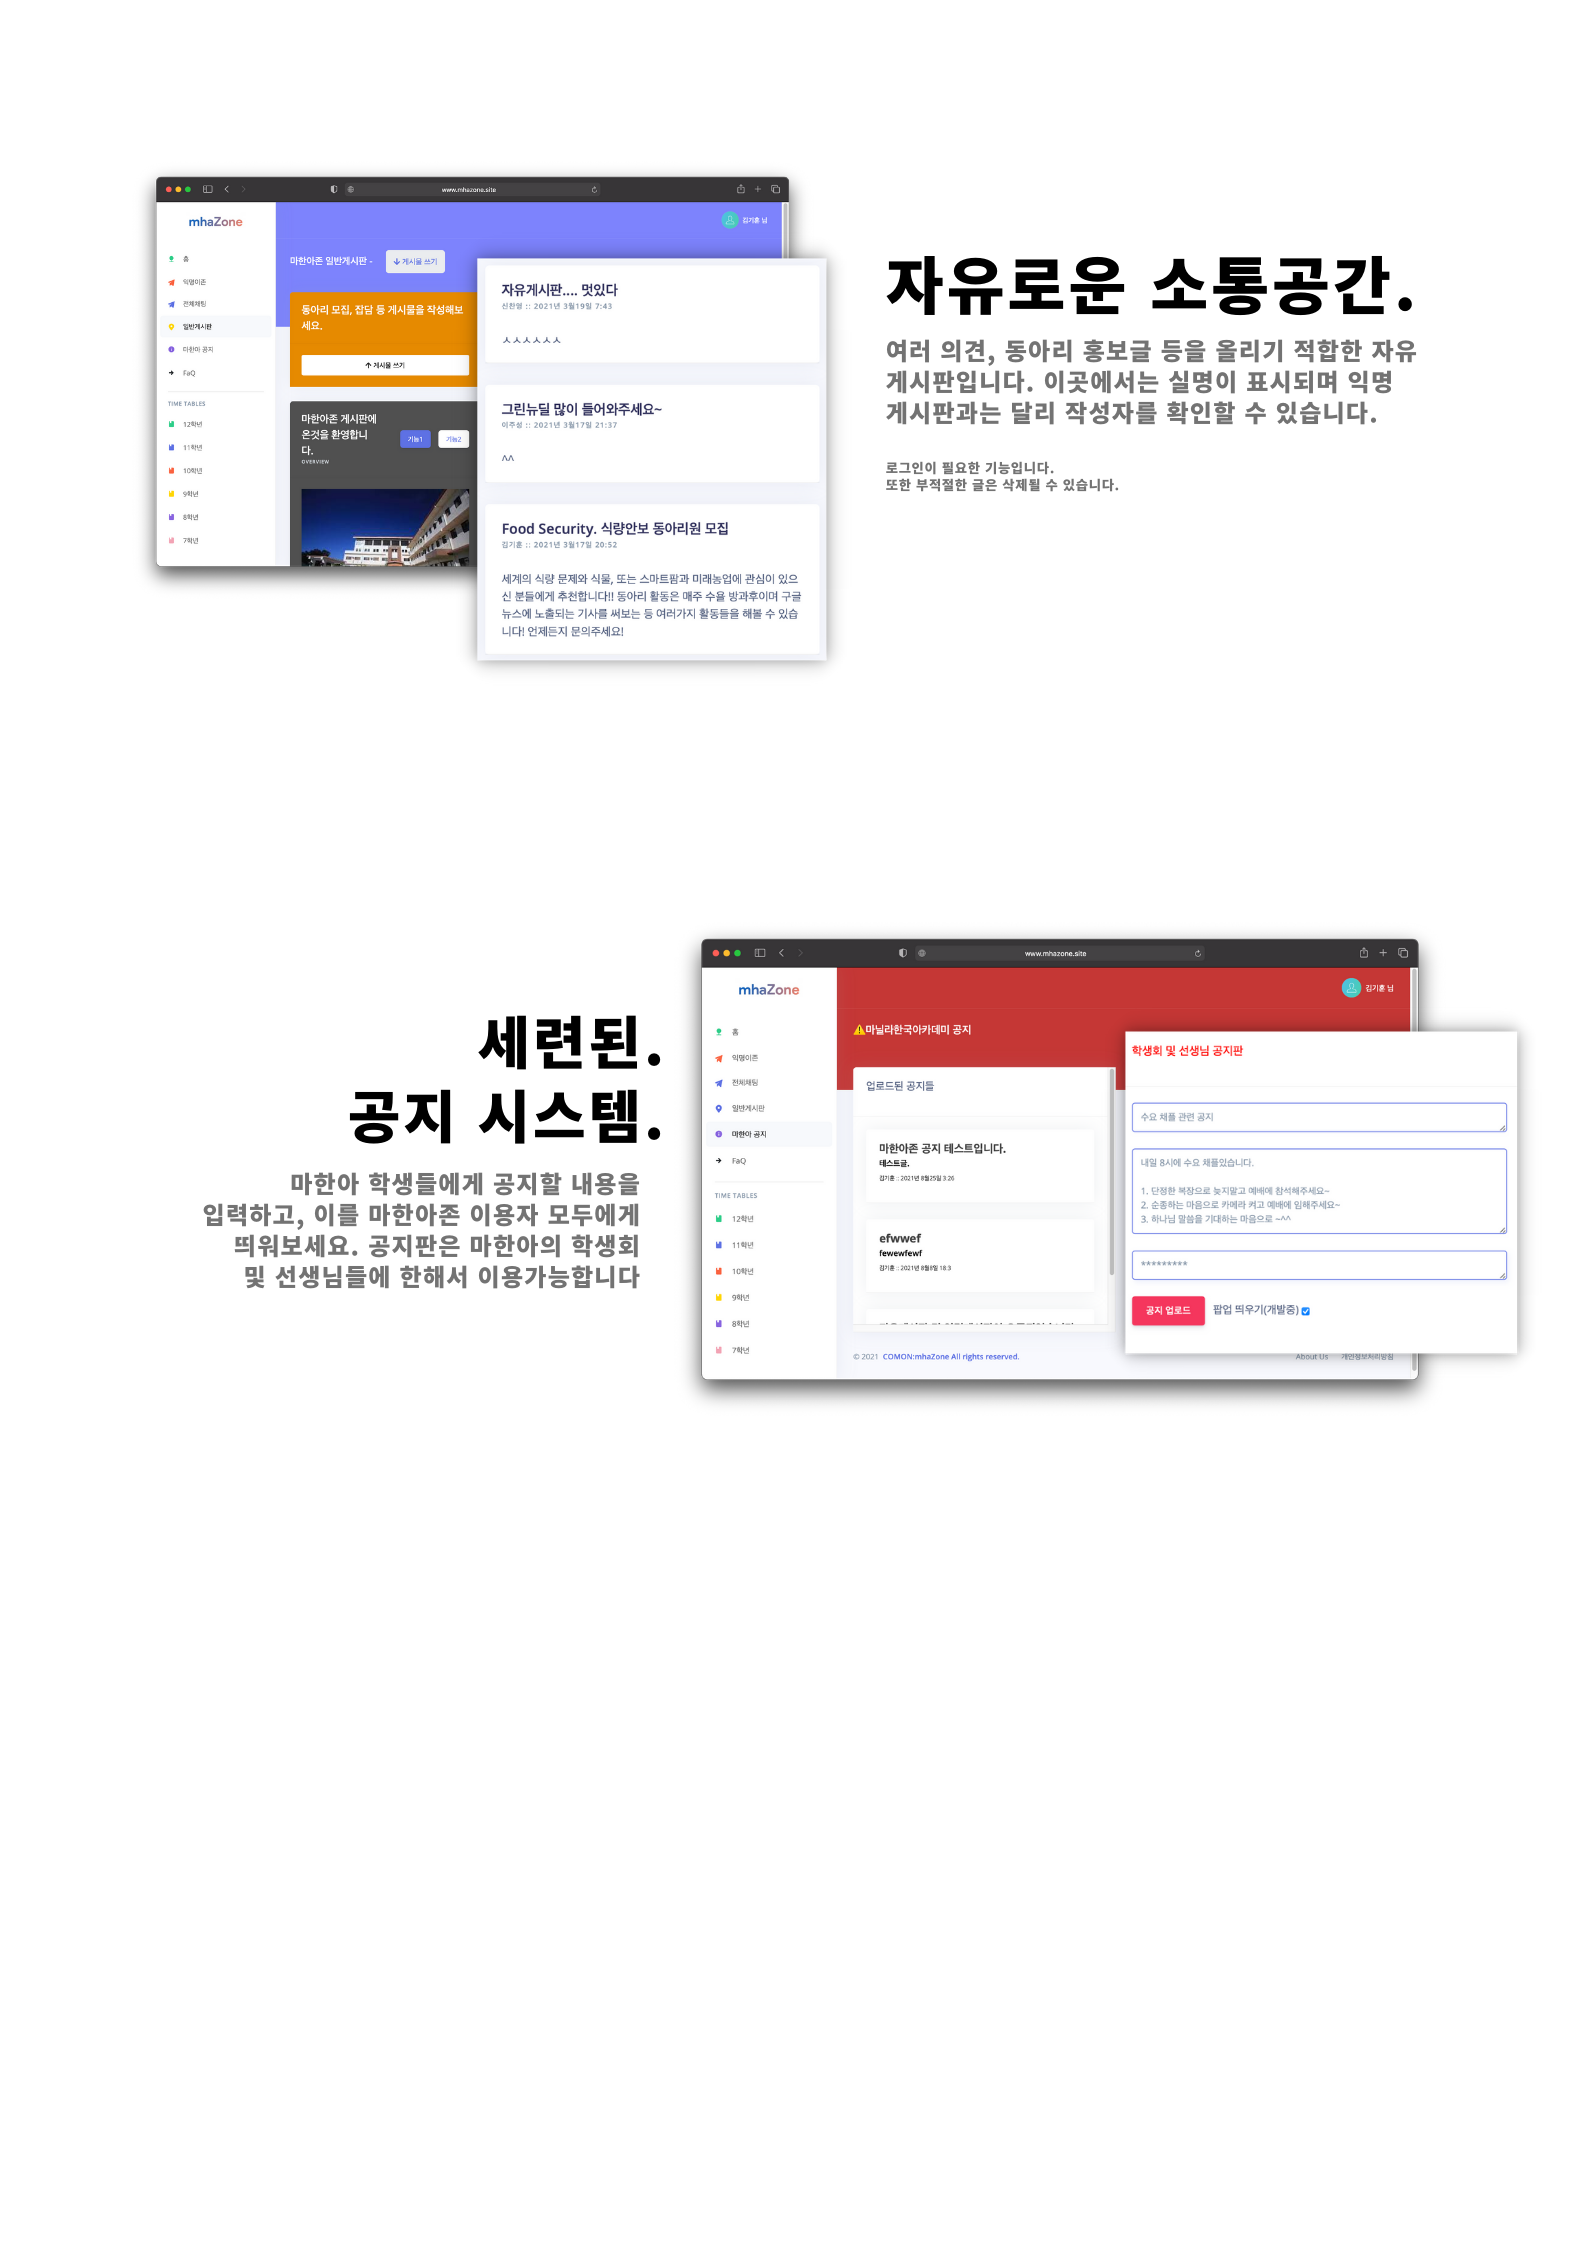 www.mhazone.site
mhaZone
김기훈 님
홈
익명이존
전체채팅
일반게시판
마한아 공지
FaQ
TIME TABLES
12학년
11학년
10학년
9학년
8학년
7학년
마한아존 일반게시판 -
게시물 쓰기
동아리 모집, 잡담 등 게시물을 작성해보
세요.
게시물 쓰기
마한아존 게시판에
온것을 환영합니
다.
OVERVIEW
기능1
기능2
자유게시판.... 멋있다
신찬영 :: 2021년 3월19일 7:43
ㅅㅅㅅㅅㅅㅅ
그린뉴딜 많이 들어와주세요~
이주성 :: 2021년 3월17일 21:37
^^
Food Security. 식량안보 동아리원 모집
김기훈 :: 2021년 3월17일 20:52
세계의 식량 문제와 식물, 또는 스마트팜과 미래농업에 관심이 있으
신 분들에게 추천합니다!! 동아리 활동은 매주 수욜 방과후이며 구글
뉴스에 노출되는 기사를 써보는 등 여러가지 활동들을 해볼 수 있습
니다! 언제든지 문의주세요!
자유로운 소통공간.
여러 의견, 동아리 홍보글 등을 올리기 적합한 자유
게시판입니다. 이곳에서는 실명이 표시되며 익명
게시판과는 달리 작성자를 확인할 수 있습니다.
로그인이 필요한 기능입니다.
또한 부적절한 글은 삭제될 수 있습니다.
세련된.
공지 시스템.
마한아 학생들에게 공지할 내용을
입력하고, 이를 마한아존 이용자 모두에게
띄워보세요. 공지판은 마한아의 학생회
및 선생님들에 한해서 이용가능합니다
www.mhazone.site
mhaZone
김기훈 님
홈
익명이존
전체채팅
일반게시판
마한아 공지
FaQ
TIME TABLES
12학년
11학년
10학년
9학년
8학년
7학년
마닐라한국아카데미 공지
업로드된 공지들
마한아존 공지 테스트입니다.
테스트글.
김기훈 :: 2021년 8월25일 3:26
efwwef
fewewfewf
김기훈 :: 2021년 8월8일 18:3
© 2021 COMON:mhaZone All rights reserved.
About Us 개인정보처리방침
학생회 및 선생님 공지판
수요 채플 관련 공지
내일 8시에 수요 채플있습니다.
1. 단정한 복장으로 늦지말고 예배에 참석해주세요~
2. 순종하는 마음으로 카메라 켜고 예배에 임해주세요~
3. 하나님 말씀을 기대하는 마음으로 ~^^
*********
공지 업로드
팝업 띄우기(개발중)